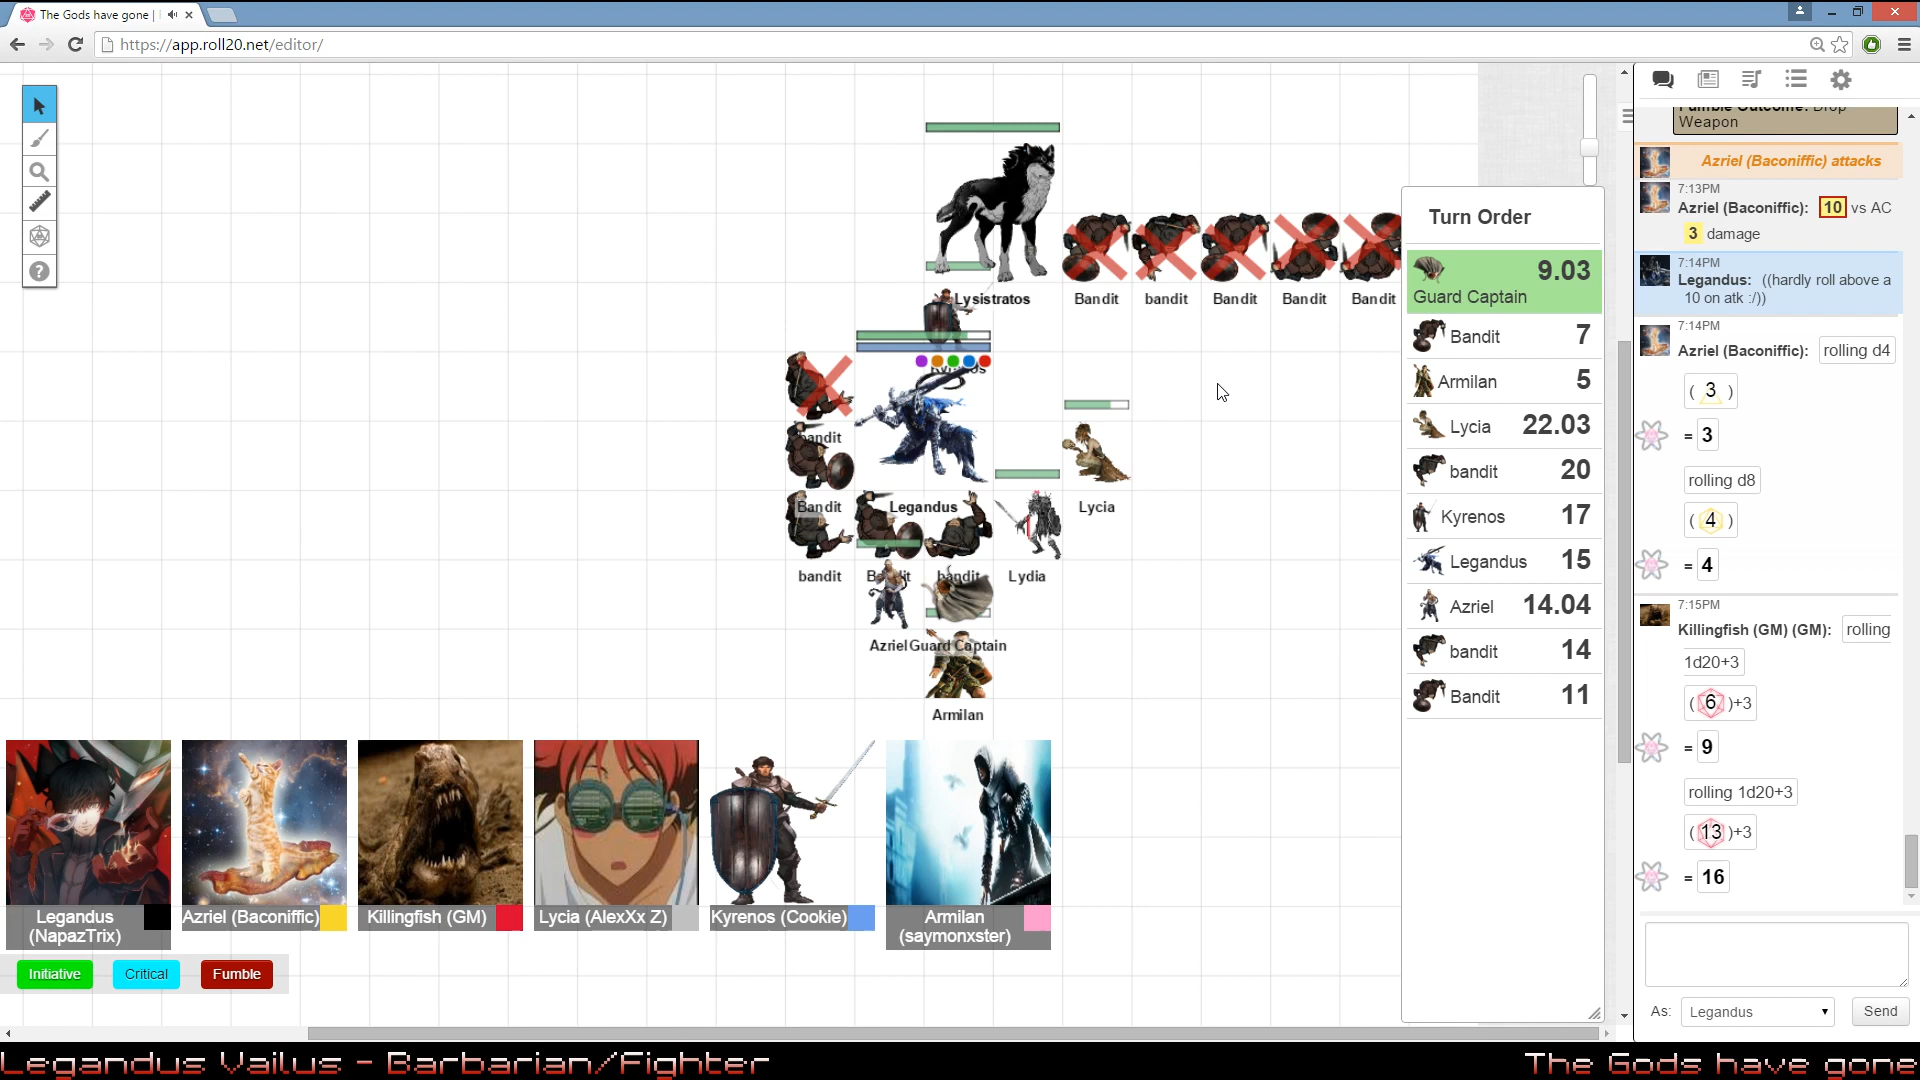 The Gods have gone |
https://app.roll20.net/editor/
Lysistratos
Bandit
bandit
Bandit
Bandit
Bandit
bandit
Bandit
Legandus
Lycia
bandit
bandit
Lydia
Azriel
Guard Captain
Armilan
Turn Order
9.03
Guard Captain
Bandit 7
Armilan 5
Lycia 22.03
bandit 20
Kyrenos 17
Legandus 15
Azriel 14.04
bandit 14
Bandit 11
Legandus
(NapazTrix)
Azriel (Baconiffic)
Killingfish (GM)
Lycia (AlexXx Z)
Kyrenos (Cookie)
Armilan
(saymonxster)
Initiative
Critical
Fumble
Fumble Outcome: Drop
Weapon
Azriel (Baconiffic) attacks
7:13PM
Azriel (Baconiffic): 10 vs AC
3 damage
7:14PM
Legandus: ((hardly roll above a
10 on atk :/))
7:14PM
Azriel (Baconiffic): rolling d4
( 3 )
= 3
rolling d8
( 4 )
= 4
7:15PM
Killingfish (GM) (GM): rolling
1d20+3
( 6 )+3
= 9
rolling 1d20+3
( 13 )+3
= 16
As: Legandus
Send
Legandus Vailus - Barbarian/Fighter
The Gods have gone